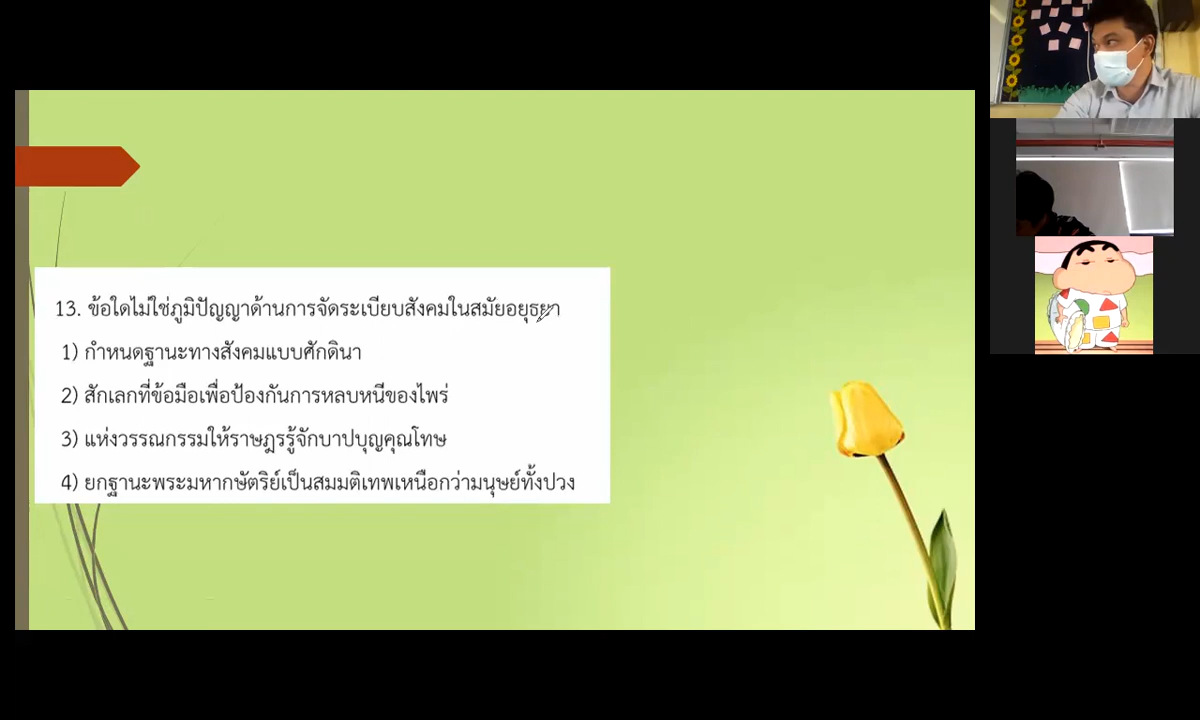 13. ข้อใดไม่ใช่ภูมิปัญญาด้านการจัดระเบียบสังคมในสมัยอยุธยา
1) กำหนดฐานะทางสังคมแบบศักดินา
2) สักเลกที่ข้อมือเพื่อป้องกันการหลบหนีของไพร่
3) แห่งวรรณกรรมให้ราษฎรรู้จักบาปบุญคุณโทษ
4) ยกฐานะพระมหากษัตริย์เป็นสมมติเทพเหนือกว่ามนุษย์ทั้งปวง